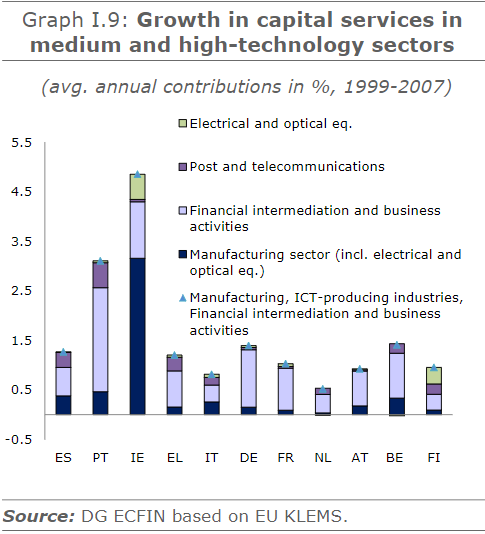 Graph I.9: Growth in capital services in
medium and high-technology sectors
(avg. annual contributions in %, 1999-2007)
Electrical and optical eq.
Post and telecommunications
Financial intermediation and business
activities
Manufacturing sector (incl. electrical and
optical eq.)
Manufacturing, ICT-producing industries,
Financial intermediation and business
activities
5.5
4.5
3.5
2.5
1.5
0.5
-0.5
ES PT IE EL IT DE FR NL AT BE FI
Source: DG ECFIN based on EU KLEMS.